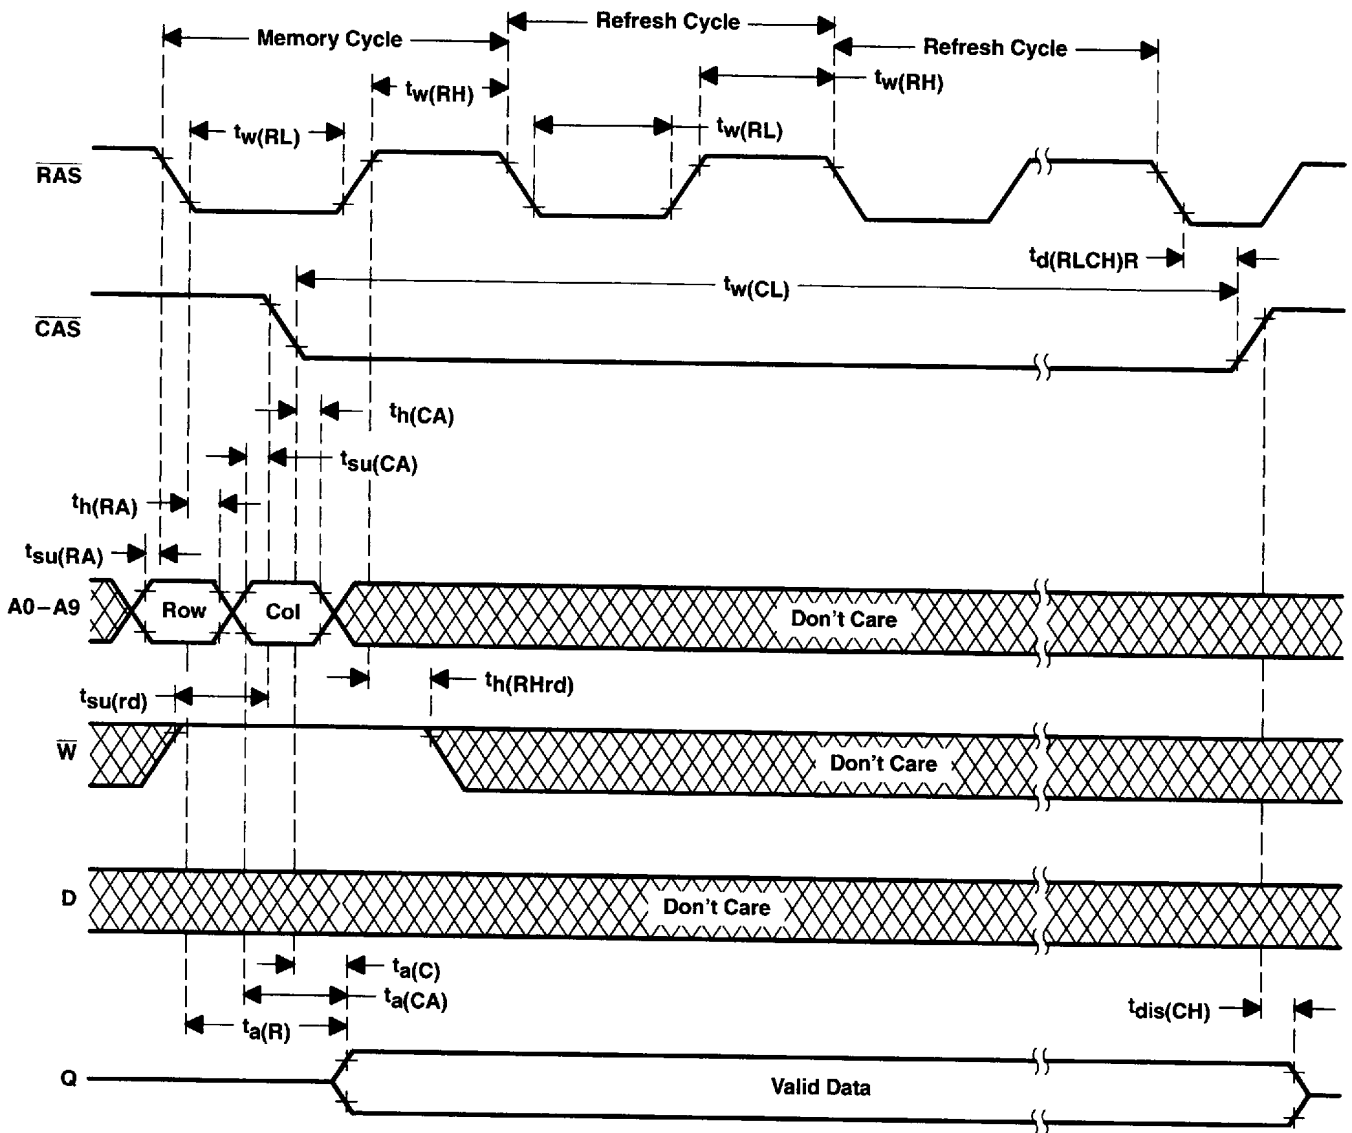 Refresh Cycle
Memory Cycle
Refresh Cycle
tw(RH)
tw(RH)
tw(RL)
tw(RL)
RAS
td(RLCH)R
tw(CL)
CAS
th(CA)
tsu(CA)
th(RA)
tsu(RA)
A0–A9
Row
Col
Don't Care
tsu(rd)
th(RHrd)
W
Don't Care
D
Don't Care
ta(C)
ta(CA)
tdis(CH)
ta(R)
Q
Valid Data